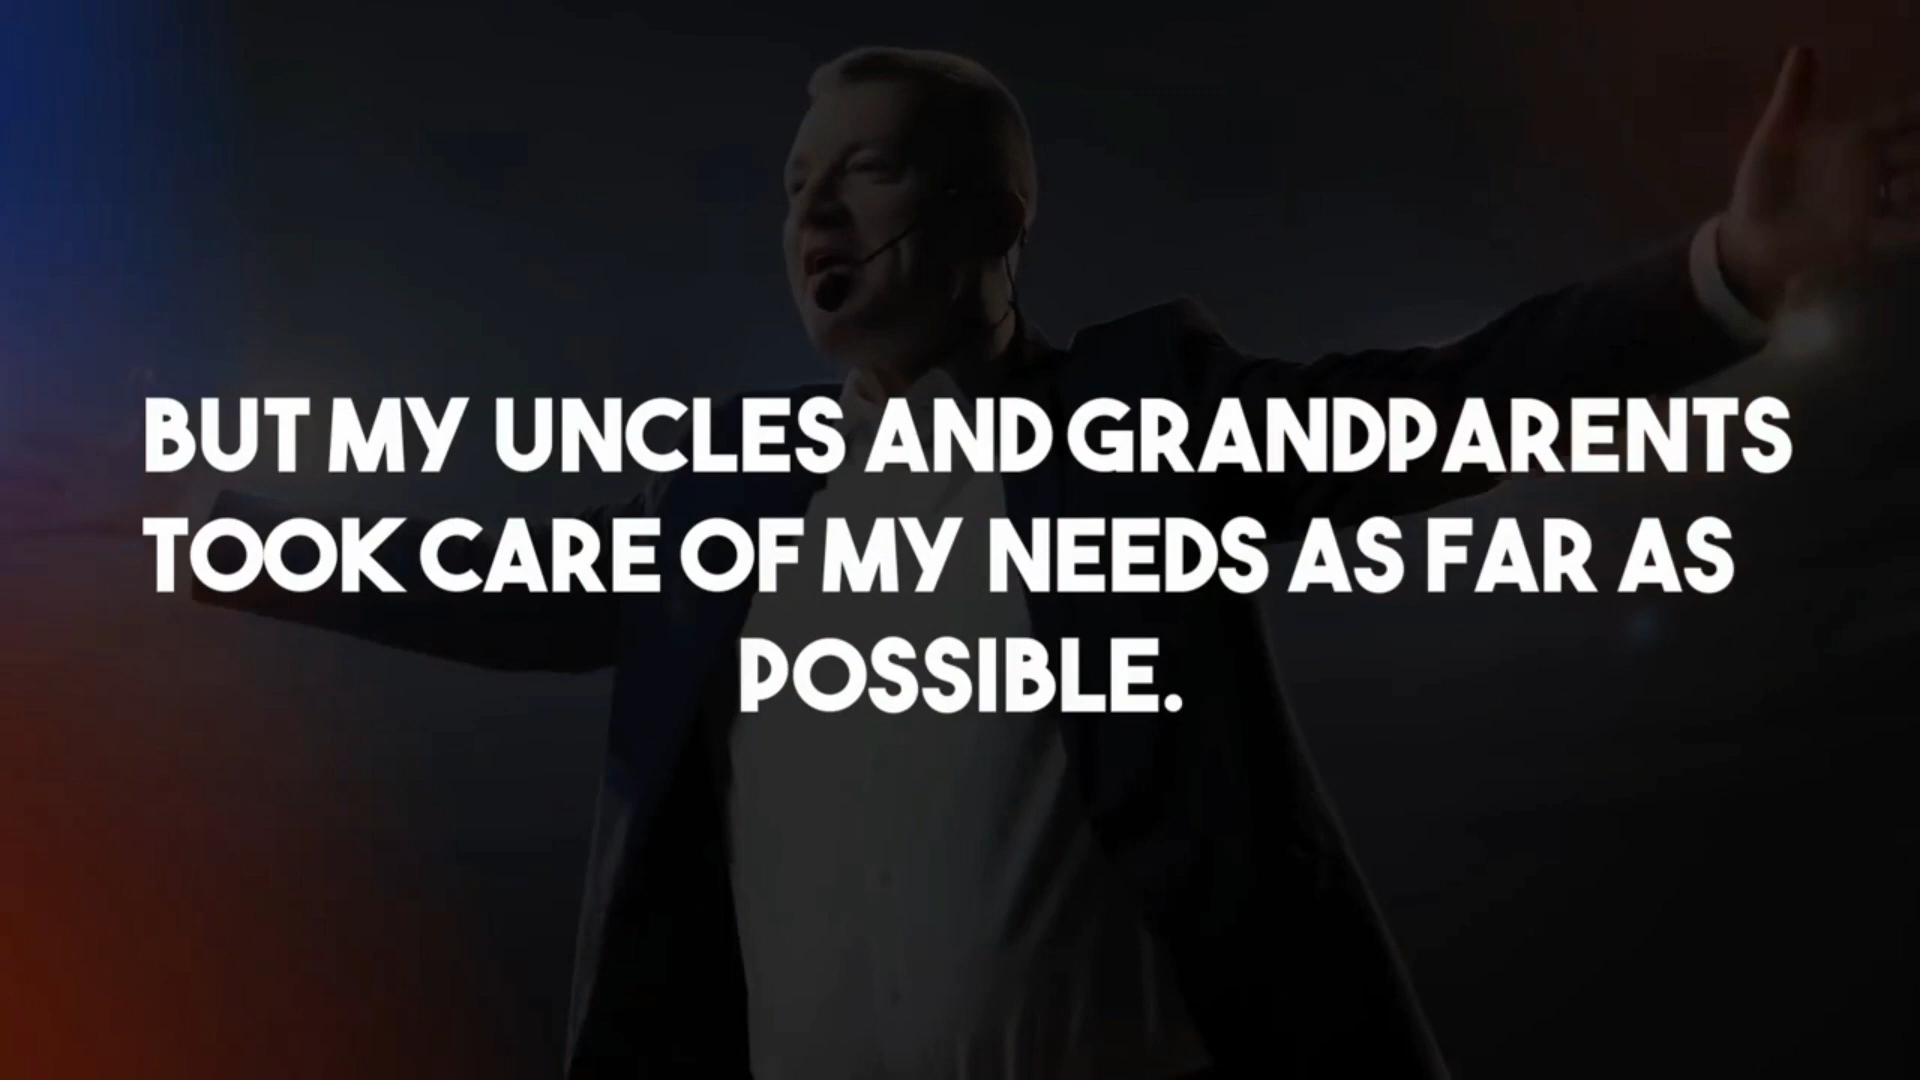 BUT MY UNCLES AND GRANDPARENTS
TOOK CARE OF MY NEEDS AS FAR AS
POSSIBLE.